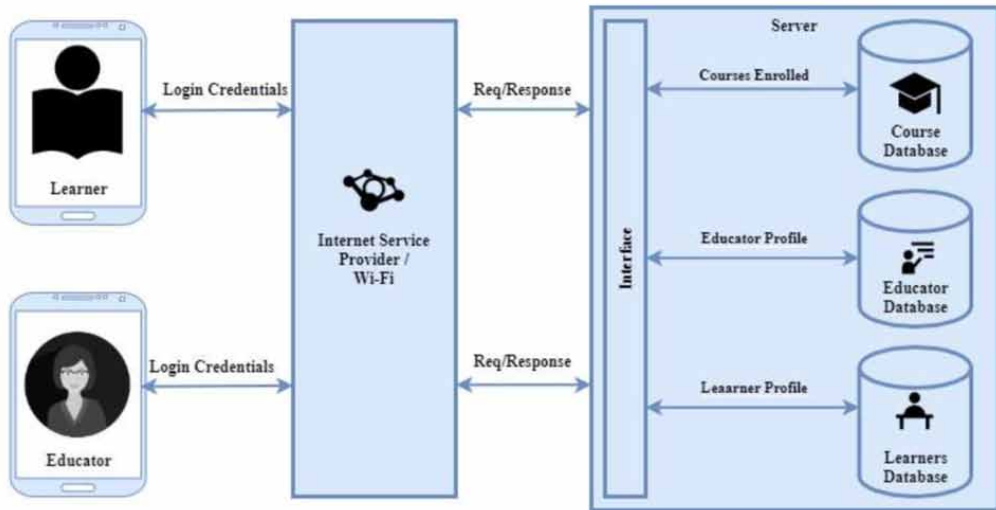 Server
Login Credentials
Req/Response
Courses Enrolled
Course
Database
Learner
Internet Service
Provider /
Wi-Fi
Interface
Educator Profile
Educator
Database
Login Credentials
Req/Response
Leaarner Profile
Educator
Learners
Database